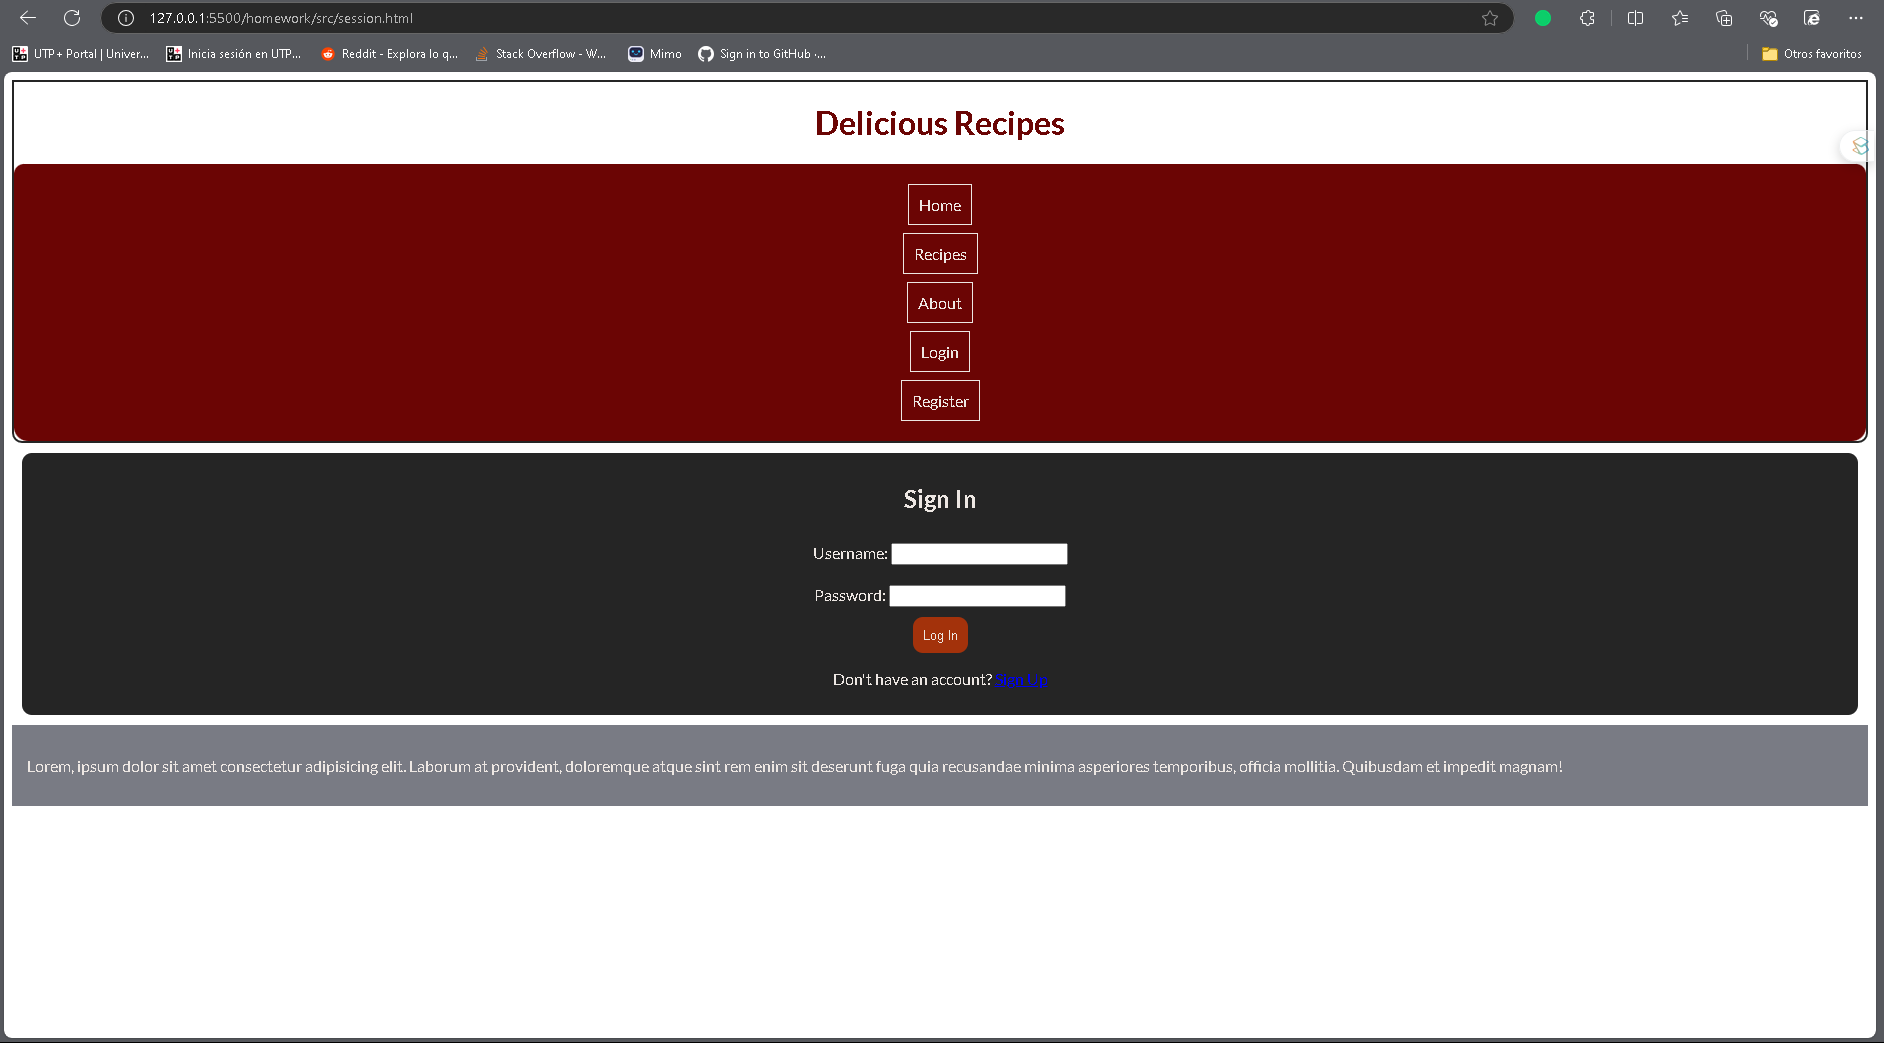 127.0.0.1:5500/homework/src/session.html
UTP+ Portal | Univer... Inicia sesión en UTP... Reddit - Explora lo q... Stack Overflow - W... Mimo Sign in to GitHub ·... Otros favoritos
Delicious Recipes
Home
Recipes
About
Login
Register
Sign In
Username:
Password:
Log In
Don't have an account? Sign Up
Lorem, ipsum dolor sit amet consectetur adipisicing elit. Laborum at provident, doloremque atque sint rem enim sit deserunt fuga quia recusandae minima asperiores temporibus, officia mollitia. Quibusdam et impedit magnam!